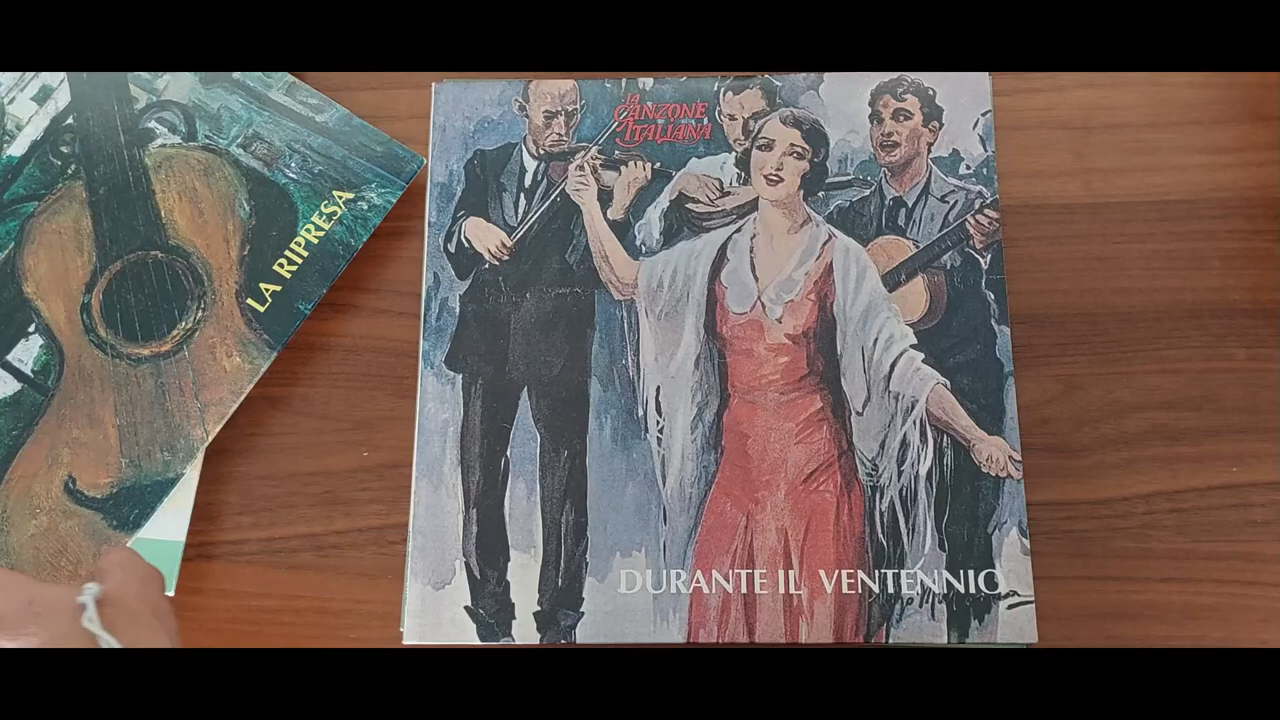 LA RIPRESA
LA
CANZONE
ITALIANA
DURANTE IL VENTENNIO